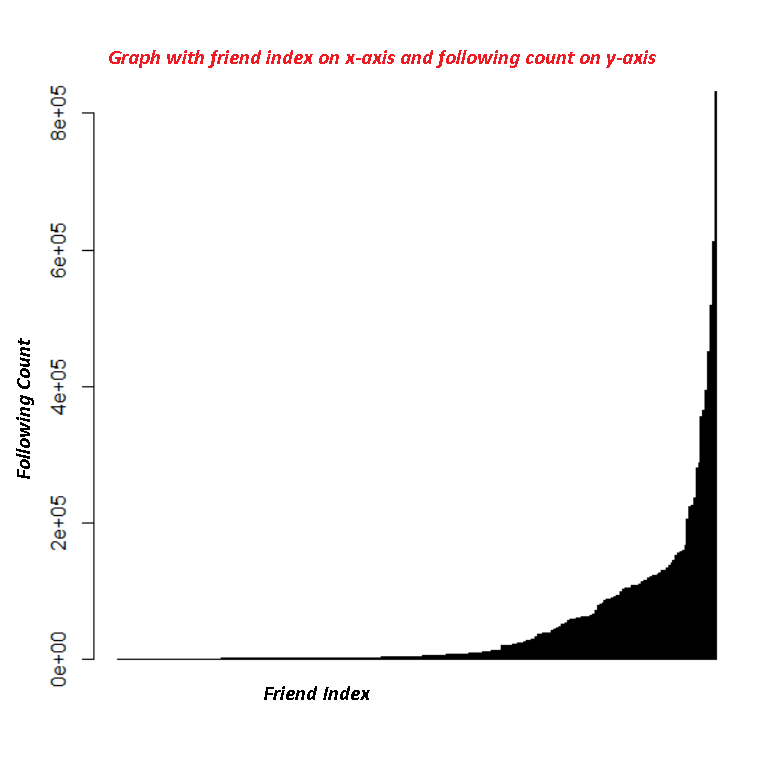 Graph with friend index on x-axis and following count on y-axis
8e+05
6e+05
4e+05
2e+05
0e+00
Following Count
Friend Index